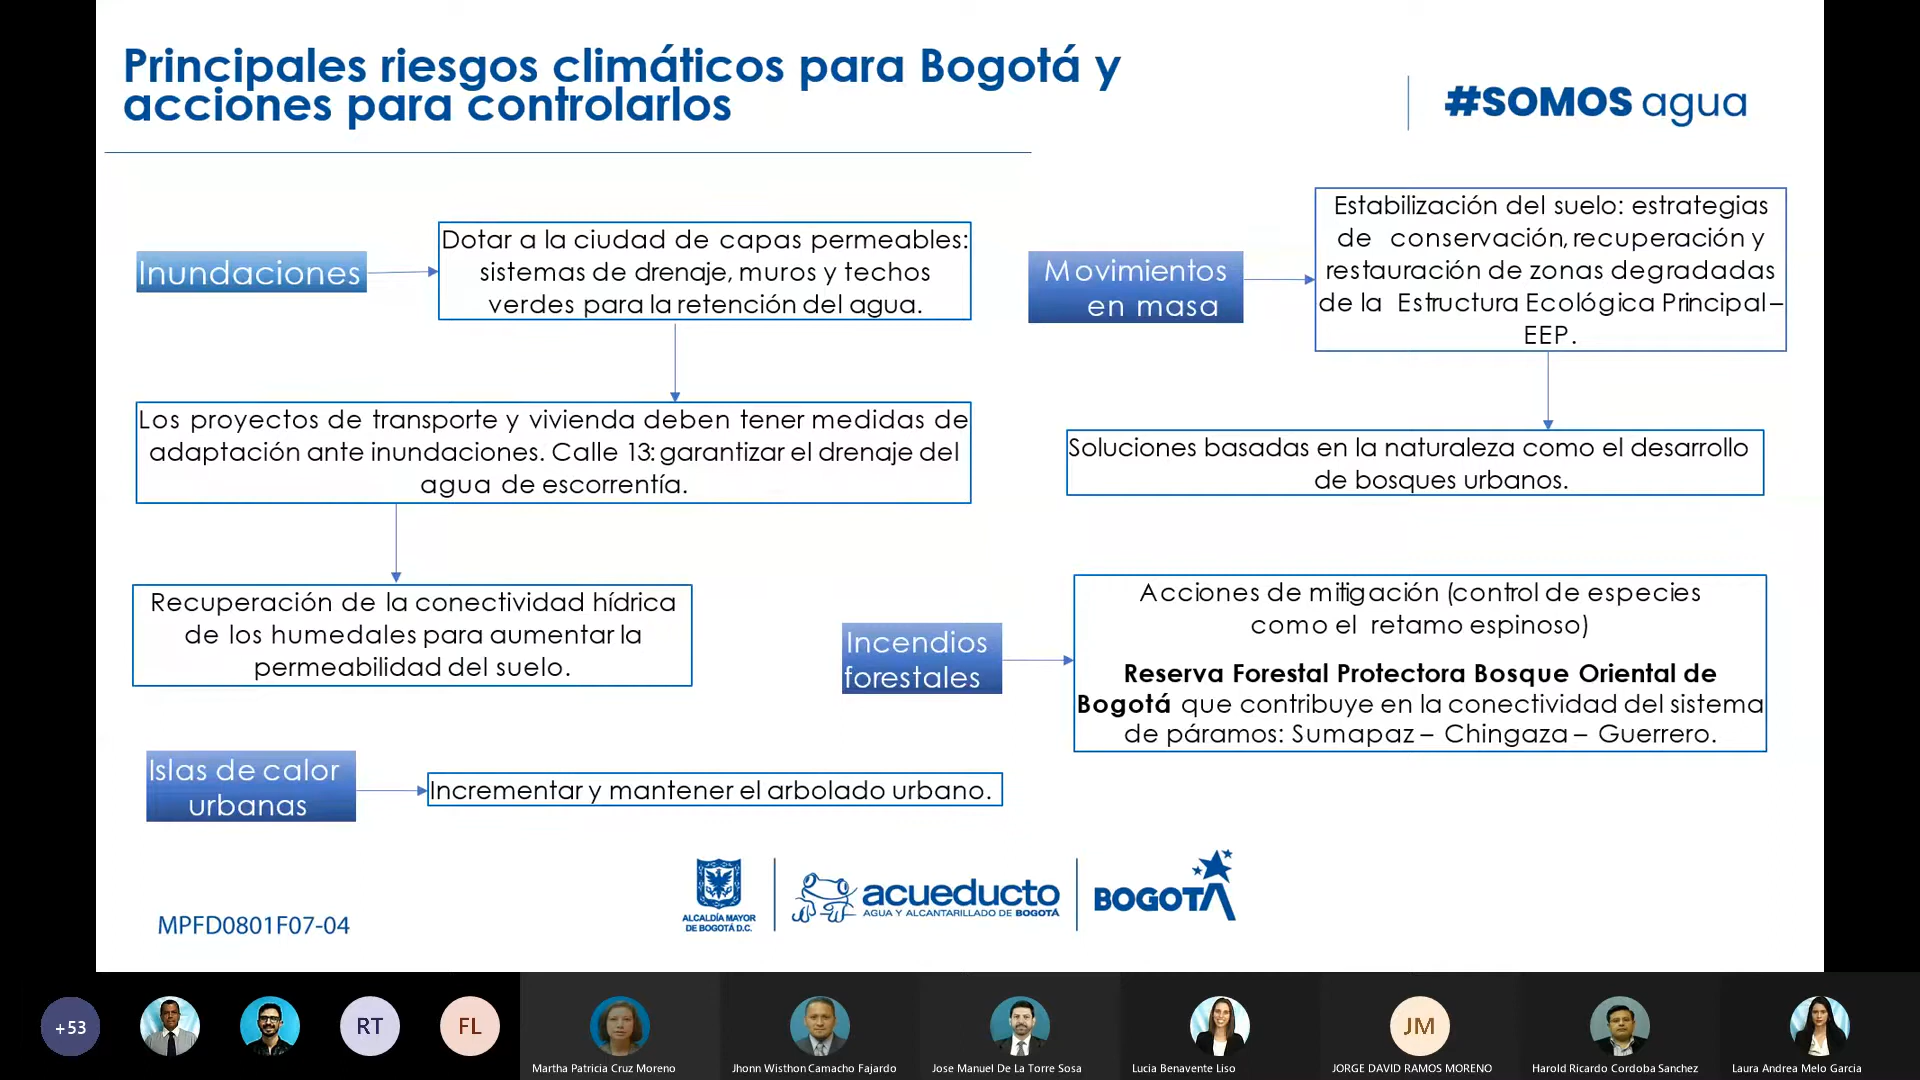 Principales riesgos climáticos para Bogotá y
acciones para controlarlos
#SOMOS agua
Inundaciones
Dotar a la ciudad de capas permeables:
sistemas de drenaje, muros y techos
verdes para la retención del agua.
Los proyectos de transporte y vivienda deben tener medidas de
adaptación ante inundaciones. Calle 13: garantizar el drenaje del
agua de escorrentía.
Recuperación de la conectividad hídrica
de los humedales para aumentar la
permeabilidad del suelo.
Movimientos
en masa
Estabilización del suelo: estrategias
de conservación, recuperación y
restauración de zonas degradadas
de la Estructura Ecológica Principal –
EEP.
Soluciones basadas en la naturaleza como el desarrollo
de bosques urbanos.
Incendios
forestales
Acciones de mitigación (control de especies
como el retamo espinoso)
Reserva Forestal Protectora Bosque Oriental de
Bogotá que contribuye en la conectividad del sistema
de páramos: Sumapaz – Chingaza – Guerrero.
Islas de calor
urbanas
Incrementar y mantener el arbolado urbano.
ALCALDÍA MAYOR
DE BOGOTÁ D.C.
acueducto
AGUA Y ALCANTARILLADO DE BOGOTÁ
BOGOTÁ
MPFD0801F07-04
+53
RT
FL
JM
Martha Patricia Cruz Moreno
Jhonn Wisthon Camacho Fajardo
Jose Manuel De La Torre Sosa
Lucia Benavente Liso
JORGE DAVID RAMOS MORENO
Harold Ricardo Cordoba Sanchez
Laura Andrea Melo Garcia